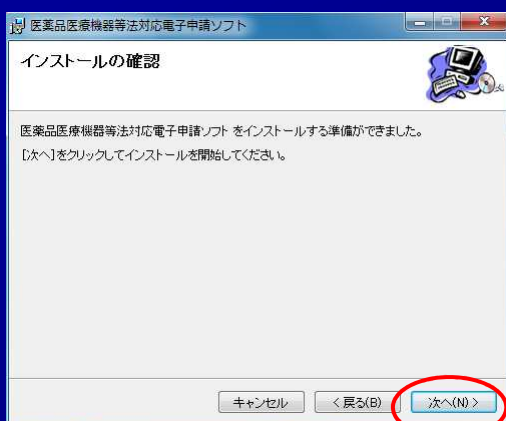 医薬品医療機器等法対応電子申請ソフト
インストールの確認
医薬品医療機器等法対応電子申請ソフト をインストールする準備ができました。
[次へ]をクリックしてインストールを開始してください。
キャンセル
< 戻る(B)
次へ(N) >